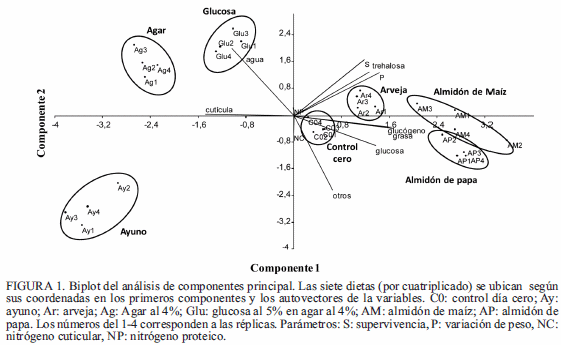 Glucosa
Agar
4
Glu3
Ag3
Glu2
Glu1
Glu4
agua
Ag2
Ag4
Ag1
2,6
S
trehalosa
P
1,6
Arveja
Almidón de Maíz
Ar4
Ar3
Ar2
Ar1
AM3
AM1
AM4
AM2
cutícula
-4
-3,2
-2,4
-1,6
-0,8
0,8
1,6
2,4
3,2
-0,4
glucógeno
grasa
NC
C02
Control
cero
glucosa
AP2
AP3
AP1
AP4
Almidón de papa
-1,3
otros
-2,2
Ay2
Ay3
Ay4
Ay1
Ayuno
-3,1
-4
Componente 2
Componente 1
FIGURA 1. Biplot del análisis de componentes principal. Las siete dietas (por cuatriplicado) se ubican según
sus coordenadas en los primeros componentes y los autovectores de la variables. C0: control día cero; Ay:
ayuno; Ar: arveja; Ag: Agar al 4%; Glu: glucosa al 5% en agar al 4%; AM: almidón de maíz; AP: almidón de
papa. Los números del 1-4 corresponden a las réplicas. Parámetros: S: supervivencia, P: variación de peso, NC:
nitrógeno cuticular, NP: nitrógeno proteico.